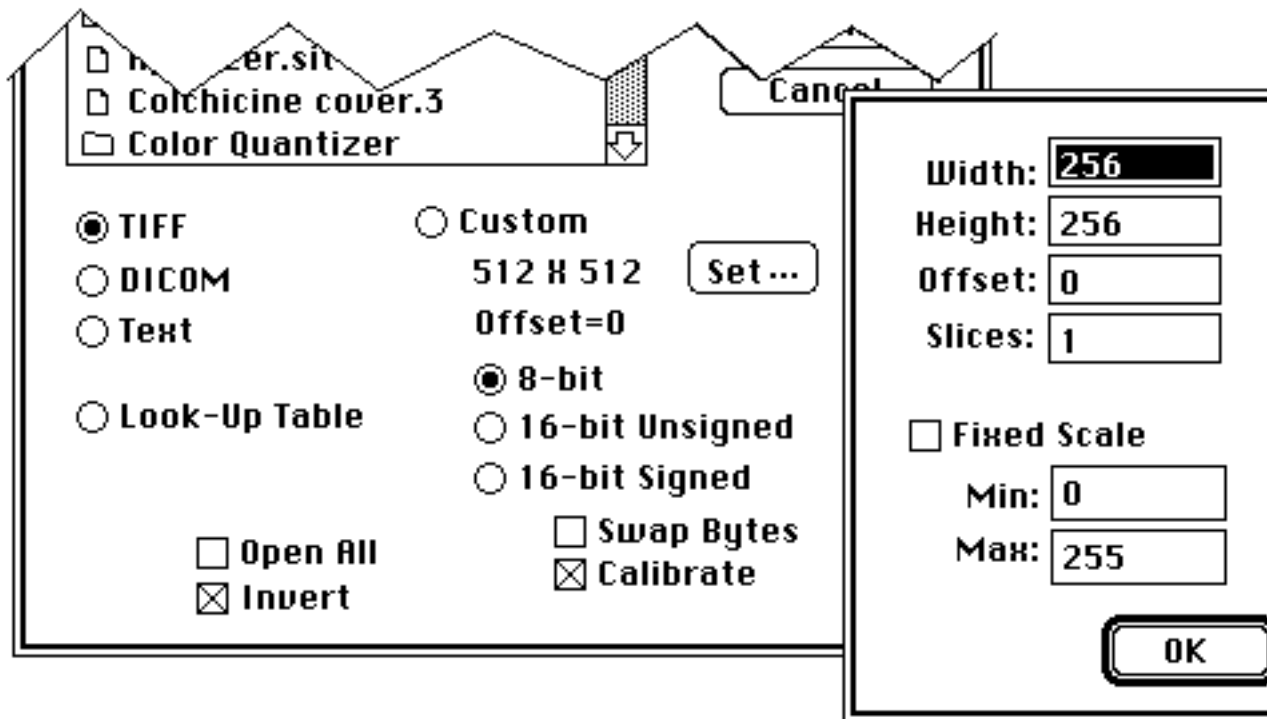 Colchicine cover.3
Color Quantizer
Cancel
TIFF
DICOM
Text
Look-Up Table
Open All
Invert
Custom
512 X 512
Set...
Offset=0
8-bit
16-bit Unsigned
16-bit Signed
Swap Bytes
Calibrate
Width: 256
Height: 256
Offset: 0
Slices: 1
Fixed Scale
Min: 0
Max: 255
OK